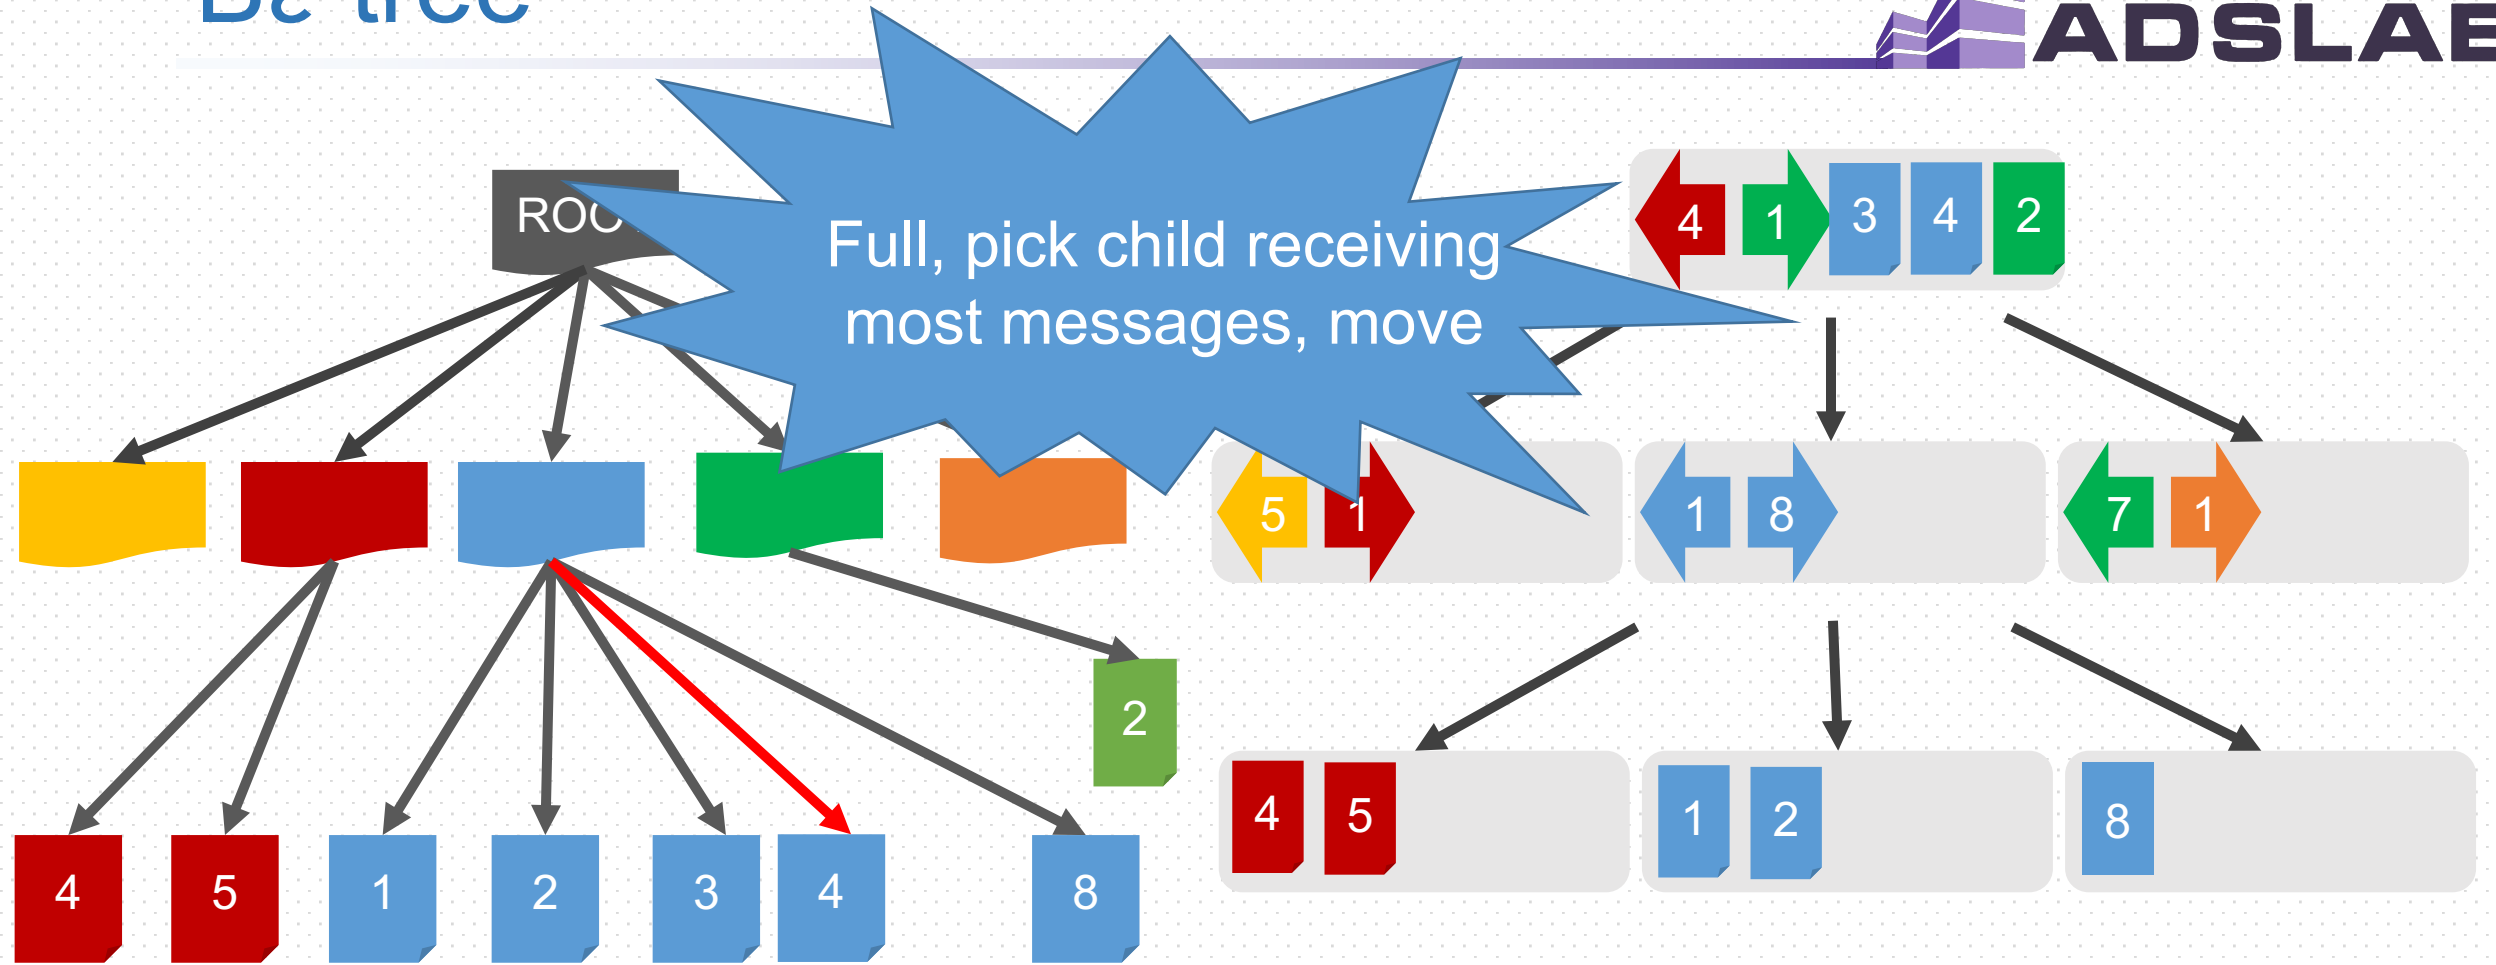 ADSLAB
ROO
Full, pick child receiving
most messages, move
4 1 3 4 2
5 1 1 8 7 1
2
4 5 1 2 8
4 5 1 2 3 4 8